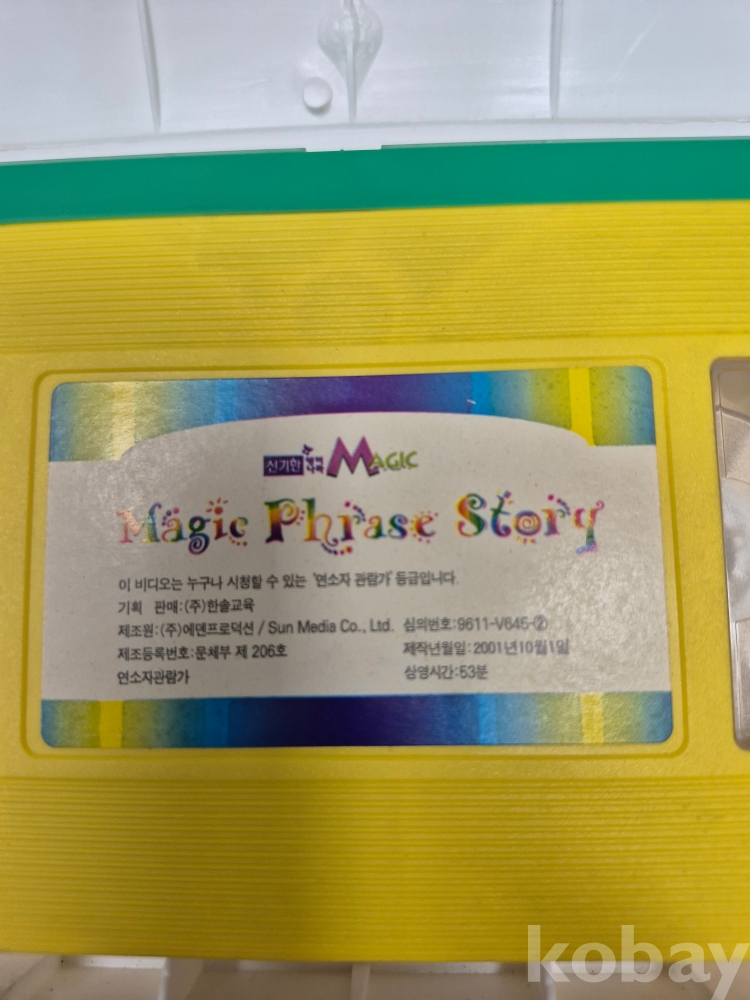 신기한 MAGIC
Magic Phrase Story
이 비디오는 누구나 시청할 수 있는 '연소자 관람가' 등급입니다.
기획 판매:(주)한솔교육
제조원:(주)에덴프로덕션 / Sun Media Co., Ltd. 심의번호:9611-V645-②
제조등록번호:문체부 제 206호 제작년월일:2001년10월1일
연소자관람가 상영시간:53분
kobay